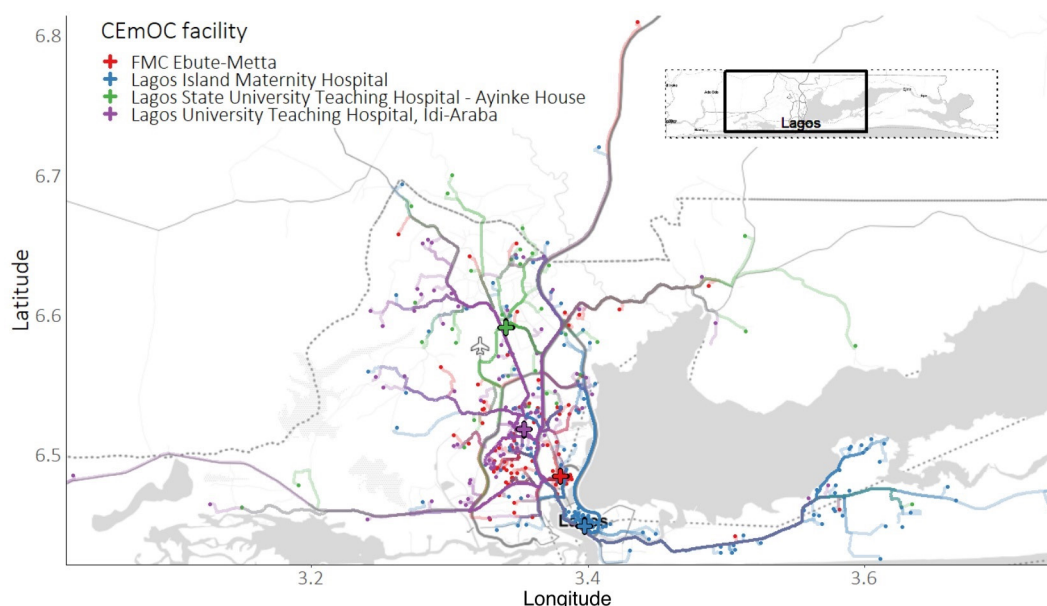 CEmOC facility
FMC Ebute-Metta
Lagos Island Maternity Hospital
Lagos State University Teaching Hospital - Ayinke House
Lagos University Teaching Hospital, Idi-Araba
Lagos
6.8
6.7
6.6
6.5
Latitude
Lagos
3.2
3.4
3.6
Longitude